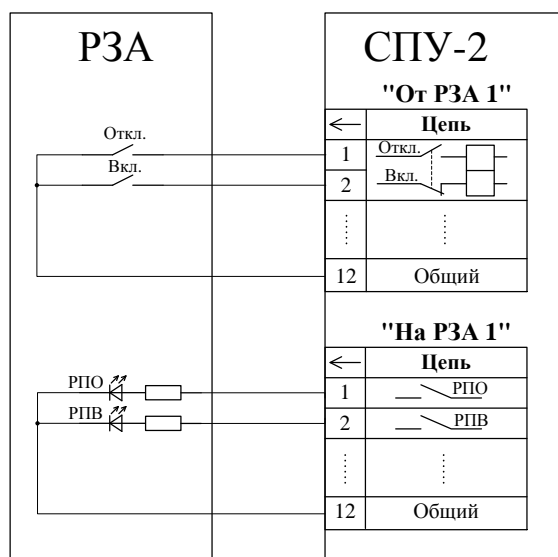 РЗА
СПУ-2
"От РЗА 1"
Цепь
Откл.
1
Откл.
Вкл.
2
Вкл.
12
Общий
"На РЗА 1"
Цепь
РПО
1
РПО
РПВ
2
РПВ
12
Общий